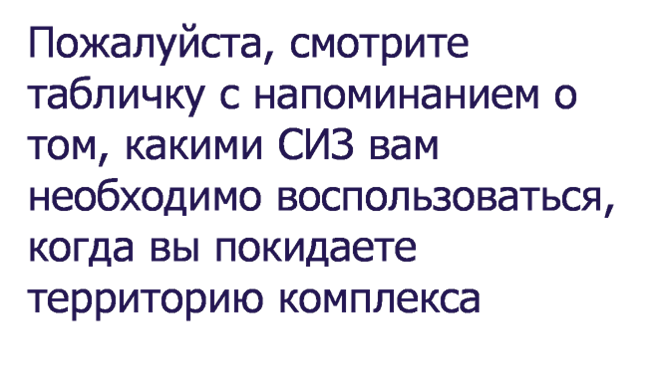 Пожалуйста, смотрите
табличку с напоминанием о
том, какими СИЗ вам
необходимо воспользоваться,
когда вы покидаете
территорию комплекса